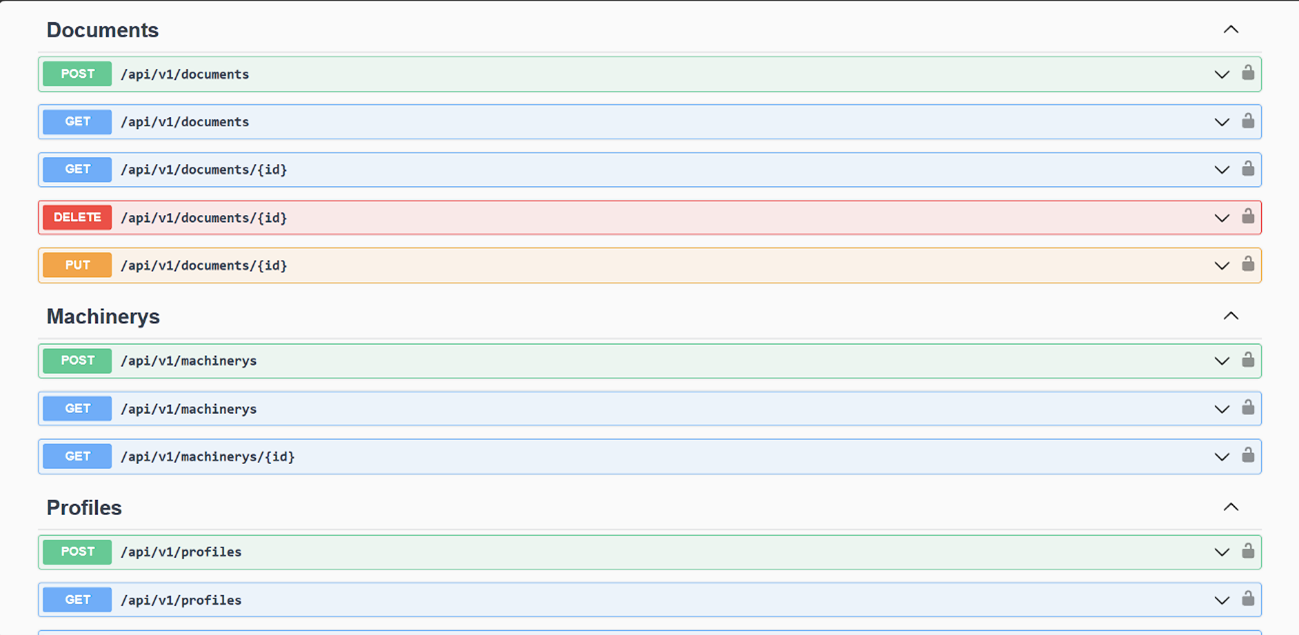 Documents
POST /api/v1/documents
GET /api/v1/documents
GET /api/v1/documents/{id}
DELETE /api/v1/documents/{id}
PUT /api/v1/documents/{id}
Machinerys
POST /api/v1/machinerys
GET /api/v1/machinerys
GET /api/v1/machinerys/{id}
Profiles
POST /api/v1/profiles
GET /api/v1/profiles